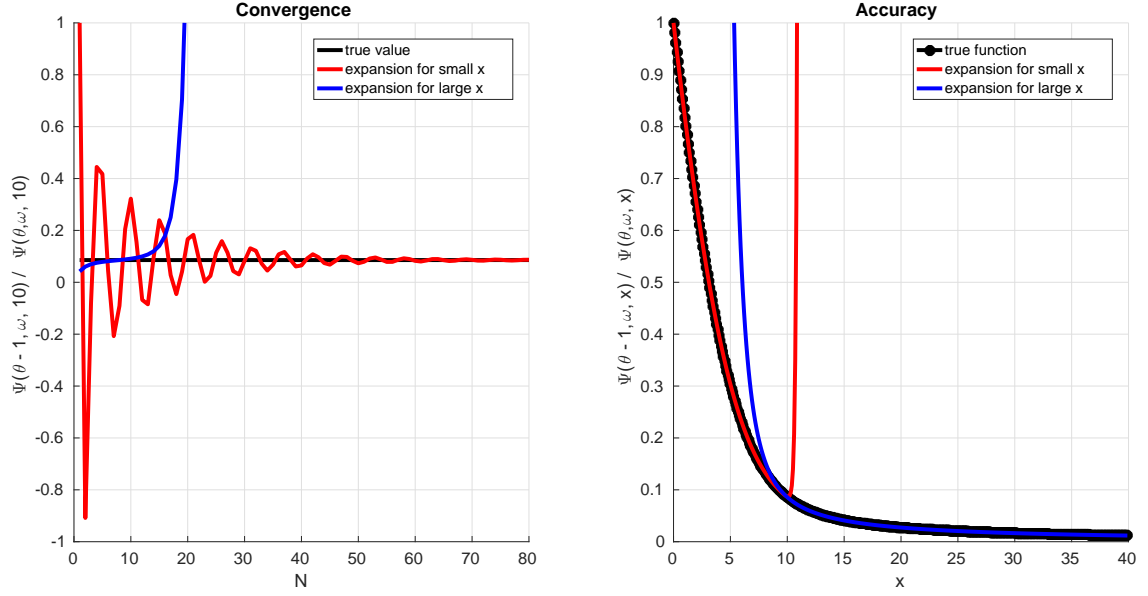 Convergence
Ψ(θ - 1, ω, 10) / Ψ(θ,ω, 10)
1
0.8
0.6
0.4
0.2
0
-0.2
-0.4
-0.6
-0.8
-1
true value
expansion for small x
expansion for large x
0 10 20 30 40 50 60 70 80
N
Accuracy
Ψ(θ - 1, ω, x) / Ψ(θ,ω, x)
1
0.9
0.8
0.7
0.6
0.5
0.4
0.3
0.2
0.1
0
true function
expansion for small x
expansion for large x
0 5 10 15 20 25 30 35 40
x